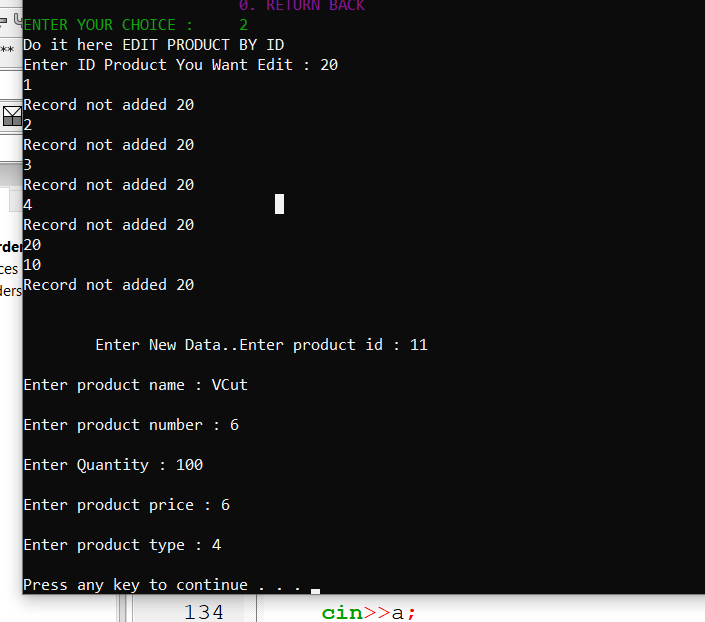 0. RETURN BACK
ENTER YOUR CHOICE : 2
Do it here EDIT PRODUCT BY ID
Enter ID Product You Want Edit : 20
1
Record not added 20
2
Record not added 20
3
Record not added 20
4
Record not added 20
20
10
Record not added 20
Enter New Data..Enter product id : 11
Enter product name : VCut
Enter product number : 6
Enter Quantity : 100
Enter product price : 6
Enter product type : 4
Press any key to continue . . .
134 cin>>a;
**